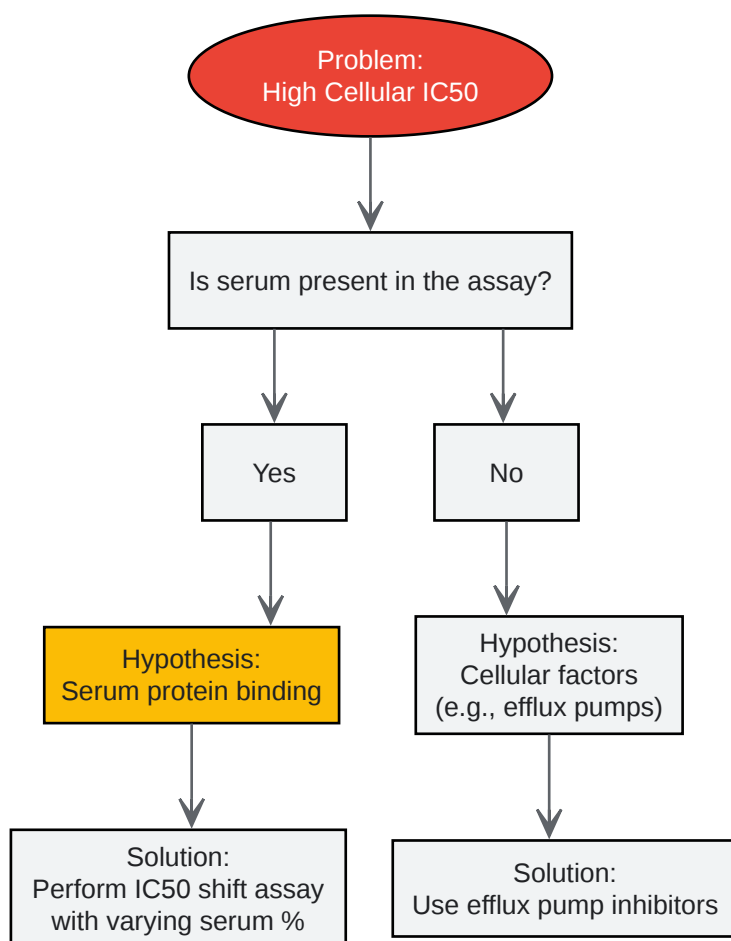 Problem:
High Cellular IC50
Is serum present in the assay?
Yes
No
Hypothesis:
Serum protein binding
Hypothesis:
Cellular factors
(e.g., efflux pumps)
Solution:
Perform IC50 shift assay
with varying serum %
Solution:
Use efflux pump inhibitors